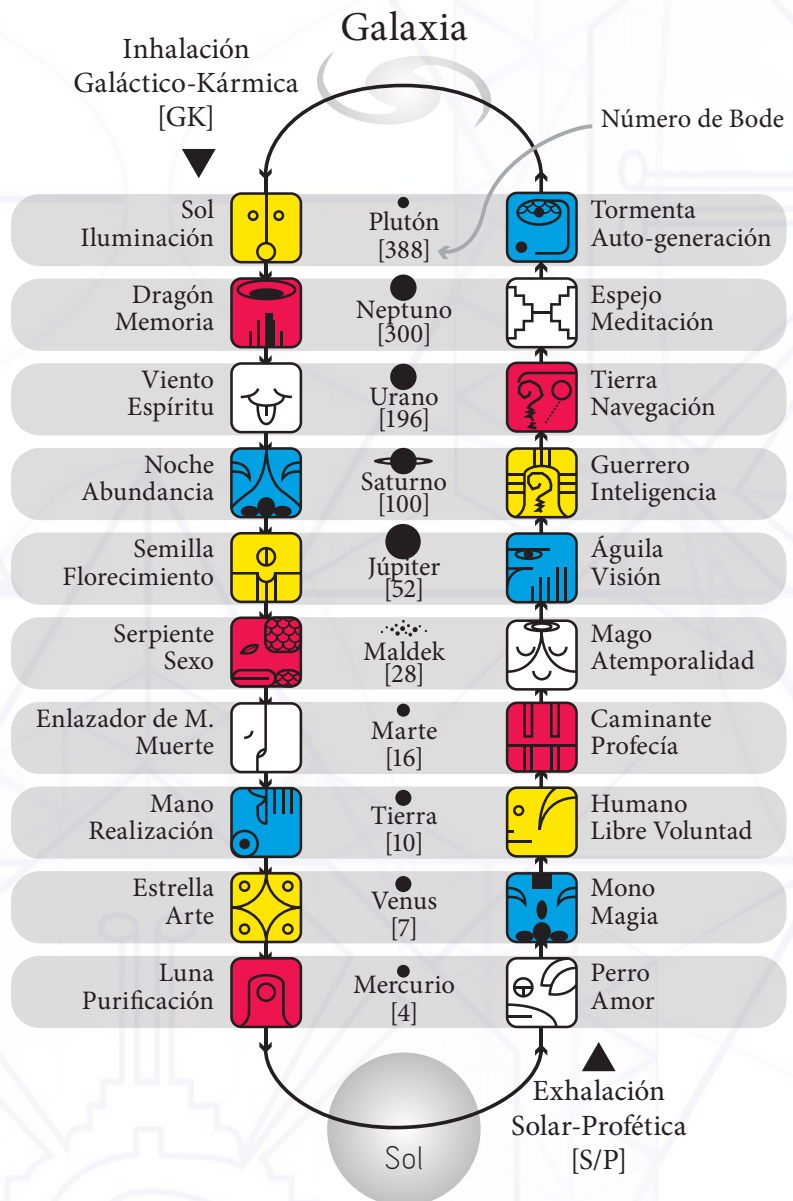 Galaxia
Inhalación
Galáctico-Kármica
[GK]
Número de Bode
Sol
Iluminación
Plutón
[388]
Tormenta
Auto-generación
Dragón
Memoria
Neptuno
[300]
Espejo
Meditación
Viento
Espíritu
Urano
[196]
Tierra
Navegación
Noche
Abundancia
Saturno
[100]
Guerrero
Inteligencia
Semilla
Florecimiento
Júpiter
[52]
Águila
Visión
Serpiente
Sexo
Maldek
[28]
Mago
Atemporalidad
Enlazador de M.
Muerte
Marte
[16]
Caminante
Profecía
Mano
Realización
Tierra
[10]
Humano
Libre Voluntad
Estrella
Arte
Venus
[7]
Mono
Magia
Luna
Purificación
Mercurio
[4]
Perro
Amor
Exhalación
Solar-Profética
[S/P]
Sol